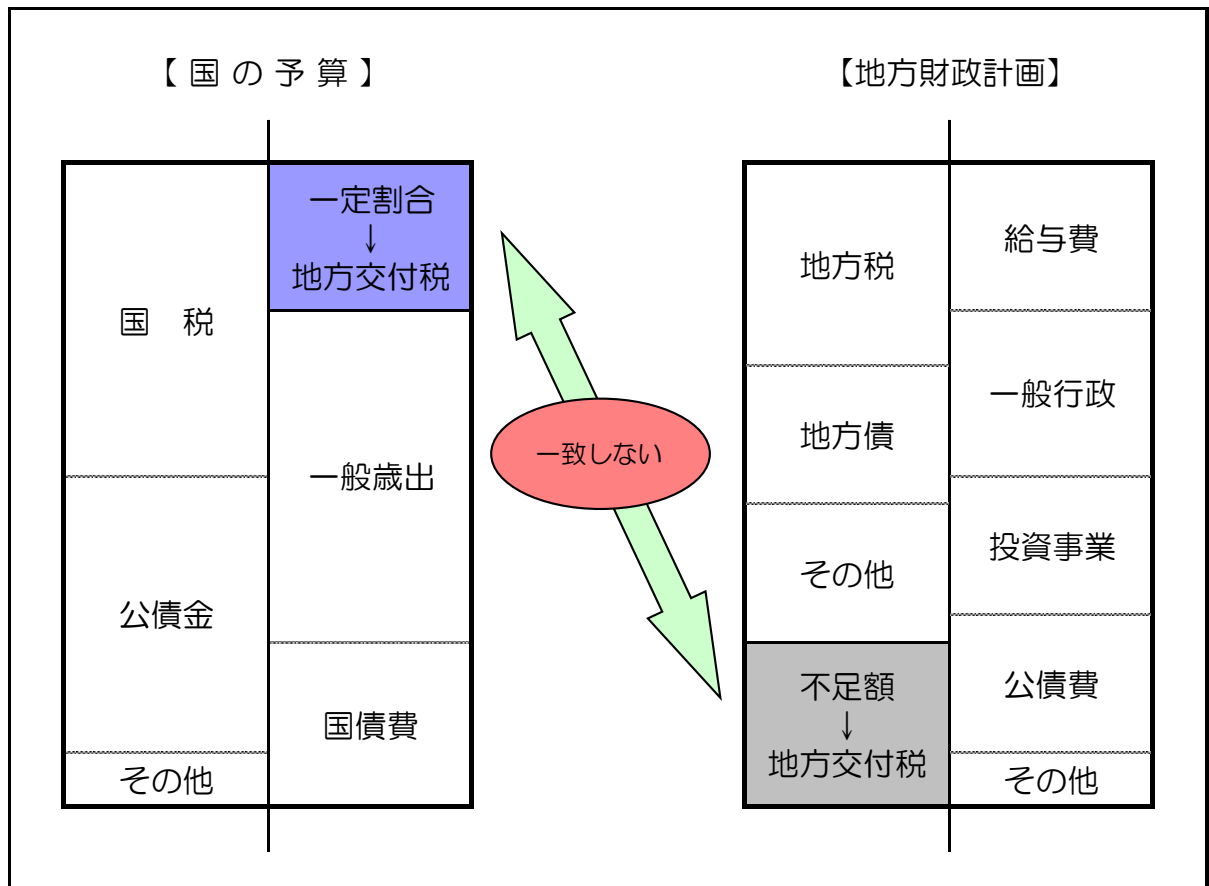 【 国 の 予 算 】
国　税
公債金
その他
一定割合
↓
地方交付税
一般歳出
国債費
一致しない
【地方財政計画】
地方税
地方債
その他
不足額
↓
地方交付税
給与費
一般行政
投資事業
公債費
その他